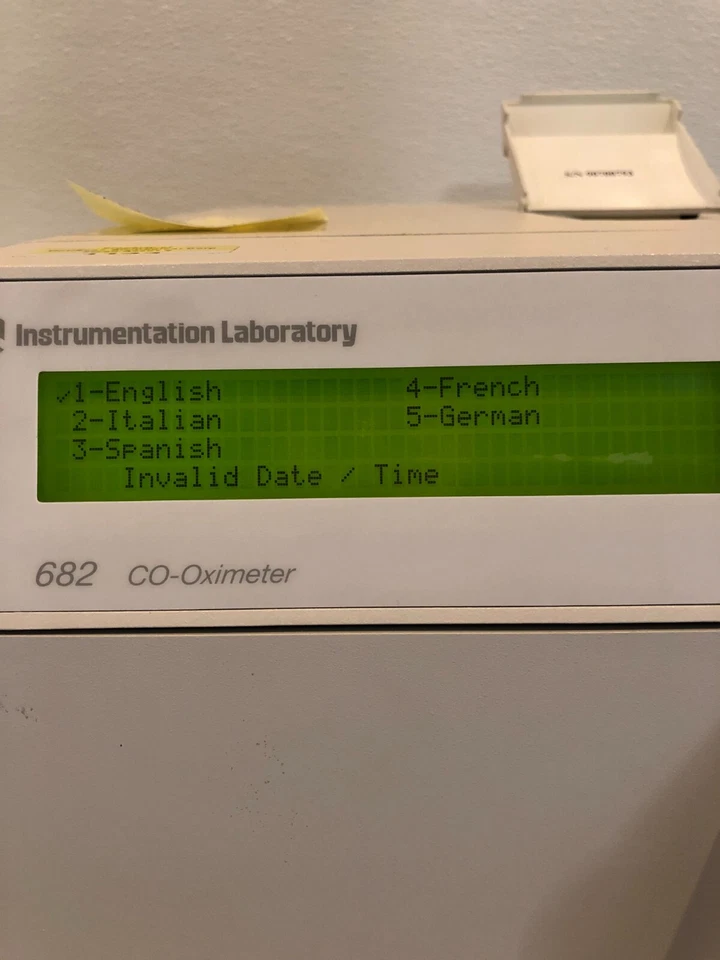 Instrumentation Laboratory
✓1-English 4-French
2-Italian 5-German
3-Spanish
Invalid Date / Time
682 CO-Oximeter